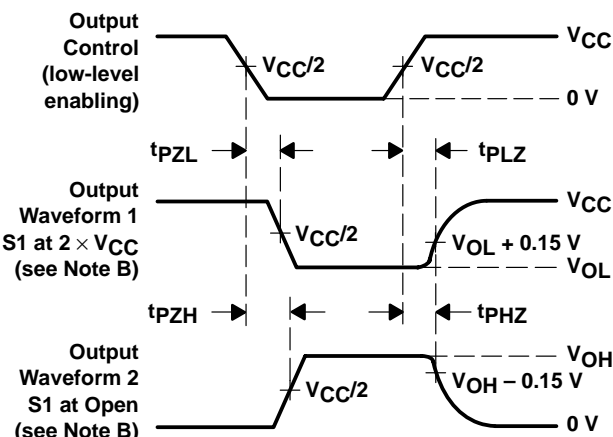 Output
Control
(low-level
enabling)
VCC/2
VCC/2
VCC
0 V
tPZL
tPLZ
Output
Waveform 1
S1 at 2 × VCC
(see Note B)
VCC/2
VCC
VOL + 0.15 V
VOL
tPZH
tPHZ
Output
Waveform 2
S1 at Open
(see Note B)
VCC/2
VOH
VOH − 0.15 V
0 V